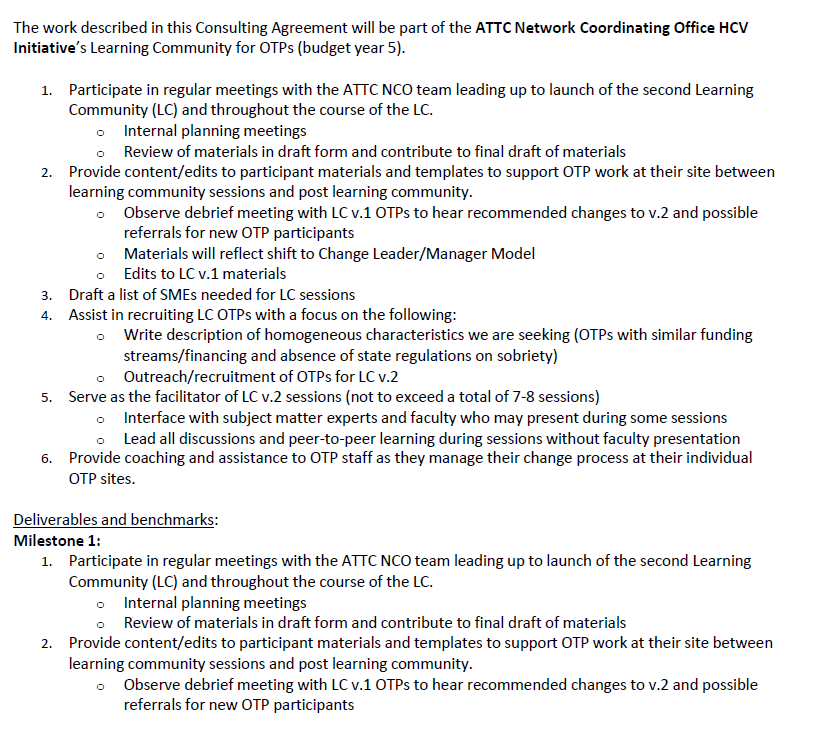 The work described in this Consulting Agreement will be part of the ATTC Network Coordinating Office HCV
Initiative's Learning Community for OTPs (budget year 5).
1. Participate in regular meetings with the ATTC NCO team leading up to launch of the second Learning
Community (LC) and throughout the course of the LC.
o Internal planning meetings
o Review of materials in draft form and contribute to final draft of materials
2. Provide content/edits to participant materials and templates to support OTP work at their site between
learning community sessions and post learning community.
o Observe debrief meeting with LC v.1 OTPs to hear recommended changes to v.2 and possible
referrals for new OTP participants
o Materials will reflect shift to Change Leader/Manager Model
o Edits to LC v.1 materials
3. Draft a list of SMEs needed for LC sessions
4. Assist in recruiting LC OTPs with a focus on the following:
o Write description of homogeneous characteristics we are seeking (OTPs with similar funding
streams/financing and absence of state regulations on sobriety)
o Outreach/recruitment of OTPs for LC v.2
5. Serve as the facilitator of LC v.2 sessions (not to exceed a total of 7-8 sessions)
o Interface with subject matter experts and faculty who may present during some sessions
o Lead all discussions and peer-to-peer learning during sessions without faculty presentation
6. Provide coaching and assistance to OTP staff as they manage their change process at their individual
OTP sites.
Deliverables and benchmarks:
Milestone 1:
1. Participate in regular meetings with the ATTC NCO team leading up to launch of the second Learning
Community (LC) and throughout the course of the LC.
o Internal planning meetings
o Review of materials in draft form and contribute to final draft of materials
2. Provide content/edits to participant materials and templates to support OTP work at their site between
learning community sessions and post learning community.
o Observe debrief meeting with LC v.1 OTPs to hear recommended changes to v.2 and possible
referrals for new OTP participants